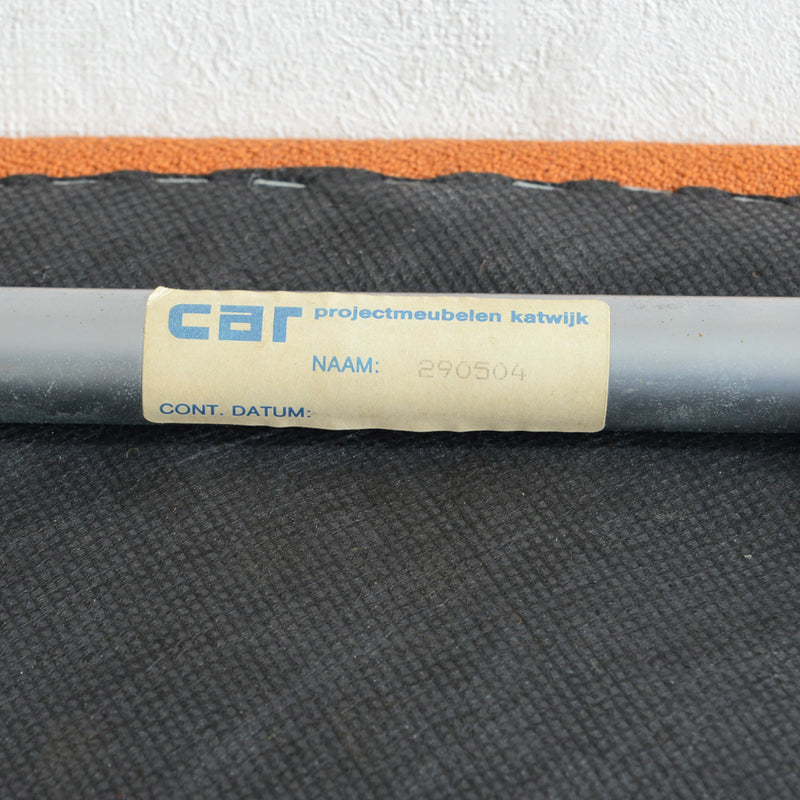 car projectmeubelen katwijk
NAAM: 290504
CONT. DATUM: